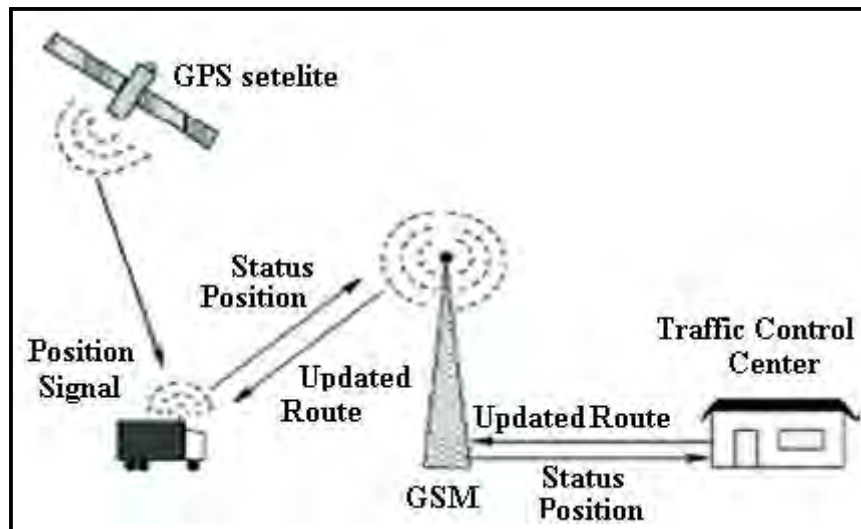 GPS setelite
Status
Position
Position
Signal
Updated
Route
Traffic Control
Center
Updated Route
Status
Position
GSM